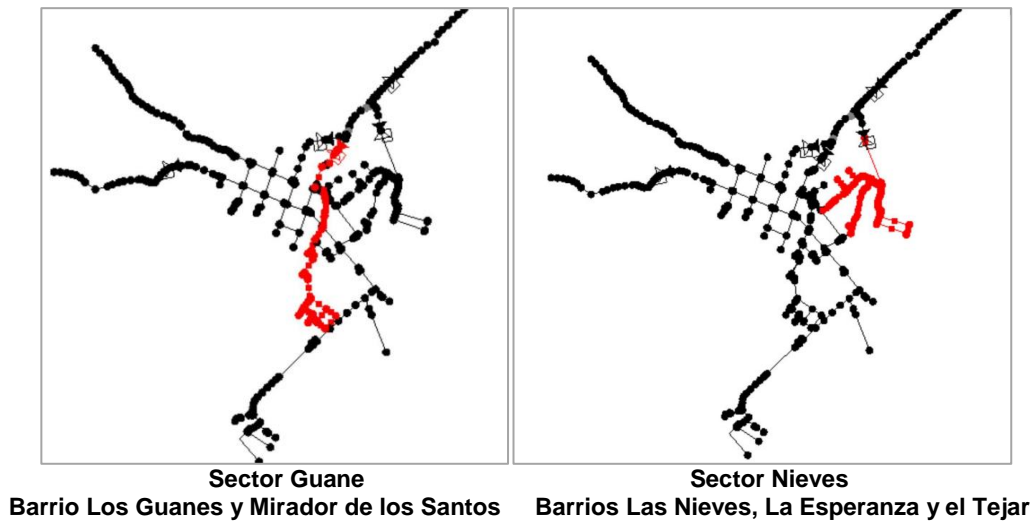 Sector Guane
Barrio Los Guanes y Mirador de los Santos
Sector Nieves
Barrios Las Nieves, La Esperanza y el Tejar